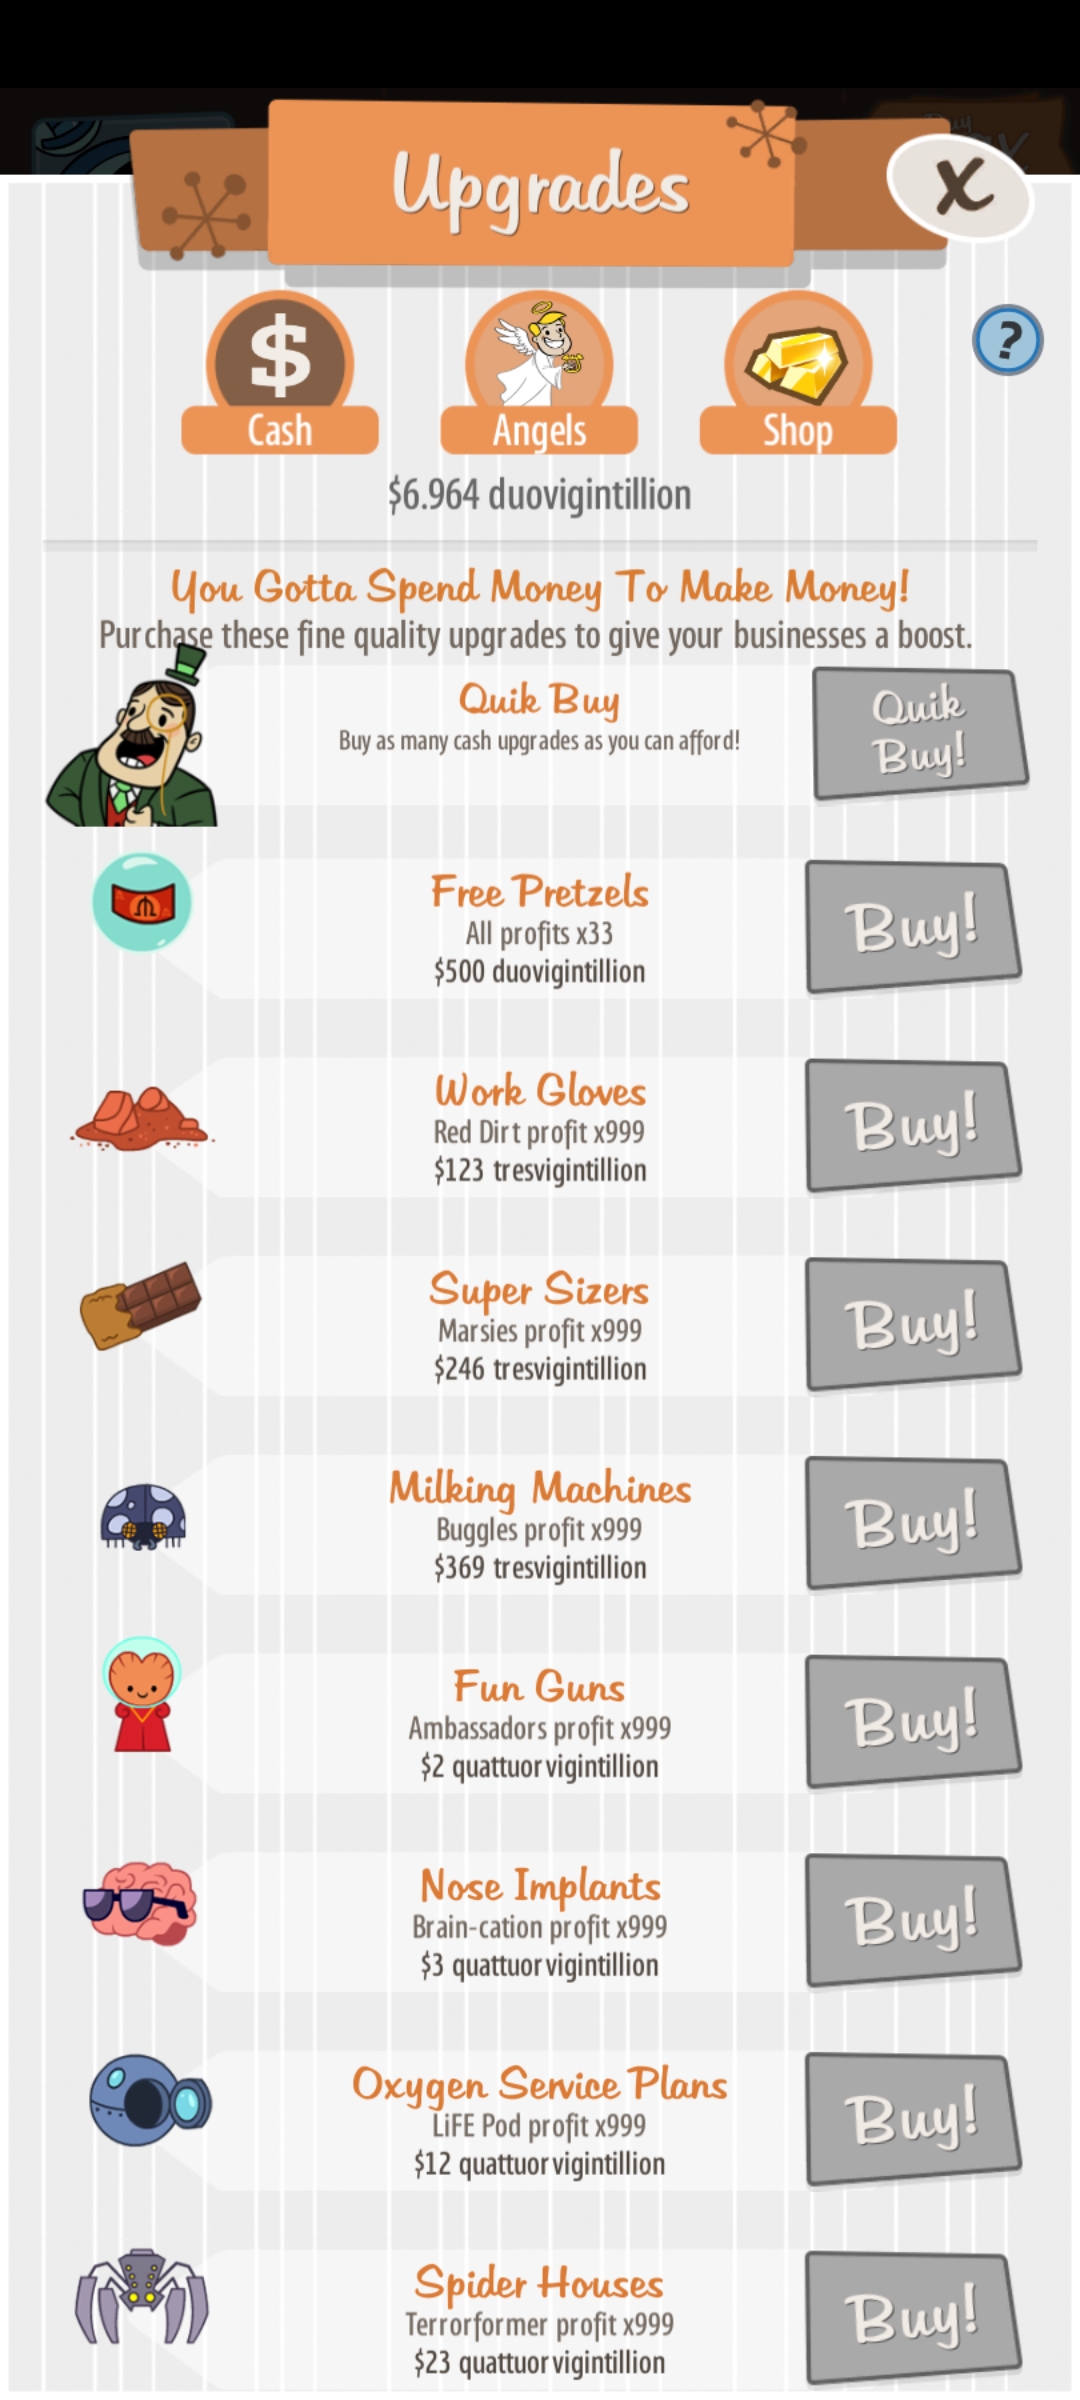 Upgrades
X
?
$
Cash
Angels
Shop
$6.964 duovigintillion
You Gotta Spend Money To Make Money!
Purchase these fine quality upgrades to give your businesses a boost.
Quik Buy
Buy as many cash upgrades as you can afford!
Quik
Buy!
Free Pretzels
All profits x33
$500 duovigintillion
Buy!
Work Gloves
Red Dirt profit x999
$123 tresvigintillion
Buy!
Super Sizers
Marsies profit x999
$246 tresvigintillion
Buy!
Milking Machines
Buggles profit x999
$369 tresvigintillion
Buy!
Fun Guns
Ambassadors profit x999
$2 quattuorvigintillion
Buy!
Nose Implants
Brain-cation profit x999
$3 quattuorvigintillion
Buy!
Oxygen Service Plans
LiFE Pod profit x999
$12 quattuorvigintillion
Buy!
Spider Houses
Terrorformer profit x999
$23 quattuorvigintillion
Buy!